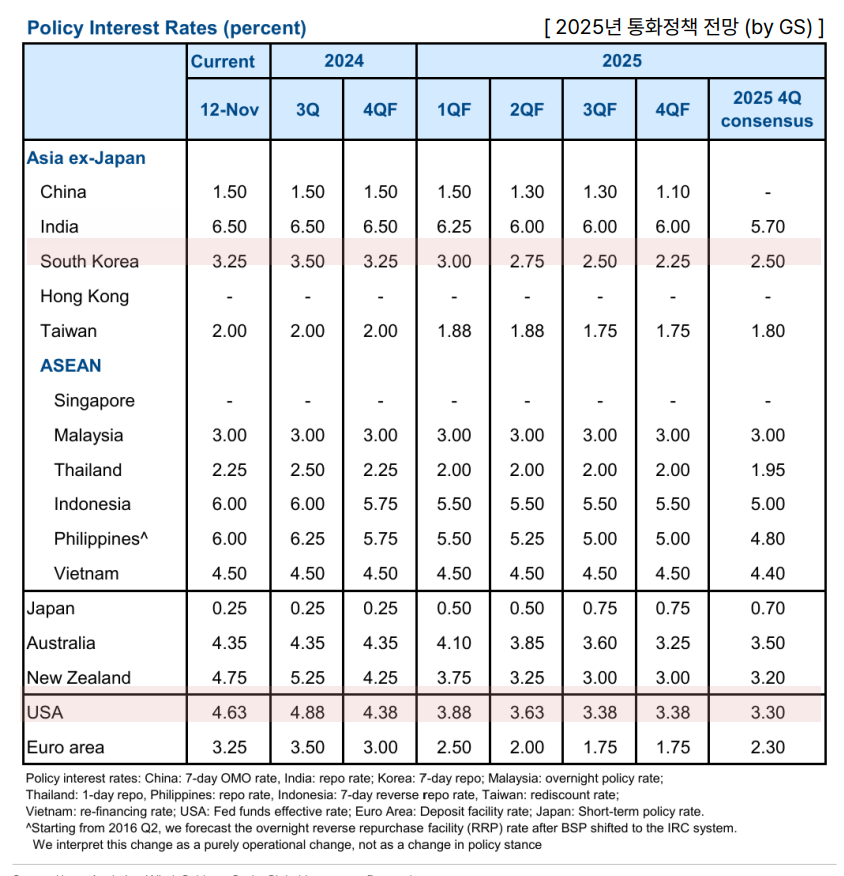 Policy Interest Rates (percent) [ 2025년 통화정책 전망 (by GS) ]
Current 2024 2025
12-Nov 3Q 4QF 1QF 2QF 3QF 4QF 2025 4Q consensus
Asia ex-Japan
China 1.50 1.50 1.50 1.50 1.30 1.30 1.10 -
India 6.50 6.50 6.50 6.25 6.00 6.00 6.00 5.70
South Korea 3.25 3.50 3.25 3.00 2.75 2.50 2.25 2.50
Hong Kong - - - - - - - -
Taiwan 2.00 2.00 2.00 1.88 1.88 1.75 1.75 1.80
ASEAN
Singapore - - - - - - - -
Malaysia 3.00 3.00 3.00 3.00 3.00 3.00 3.00 3.00
Thailand 2.25 2.50 2.25 2.00 2.00 2.00 2.00 1.95
Indonesia 6.00 6.00 5.75 5.50 5.50 5.50 5.50 5.00
Philippines^ 6.00 6.25 5.75 5.50 5.25 5.00 5.00 4.80
Vietnam 4.50 4.50 4.50 4.50 4.50 4.50 4.50 4.40
Japan 0.25 0.25 0.25 0.50 0.50 0.75 0.75 0.70
Australia 4.35 4.35 4.35 4.10 3.85 3.60 3.25 3.50
New Zealand 4.75 5.25 4.25 3.75 3.25 3.00 3.00 3.20
USA 4.63 4.88 4.38 3.88 3.63 3.38 3.38 3.30
Euro area 3.25 3.50 3.00 2.50 2.00 1.75 1.75 2.30
Policy interest rates: China: 7-day OMO rate, India: repo rate; Korea: 7-day repo; Malaysia: overnight policy rate;
Thailand: 1-day repo, Philippines: repo rate, Indonesia: 7-day reverse repo rate, Taiwan: rediscount rate;
Vietnam: re-financing rate; USA: Fed funds effective rate; Euro Area: Deposit facility rate; Japan: Short-term policy rate.
^Starting from 2016 Q2, we forecast the overnight reverse repurchase facility (RRP) rate after BSP shifted to the IRC system.
We interpret this change as a purely operational change, not as a change in policy stance